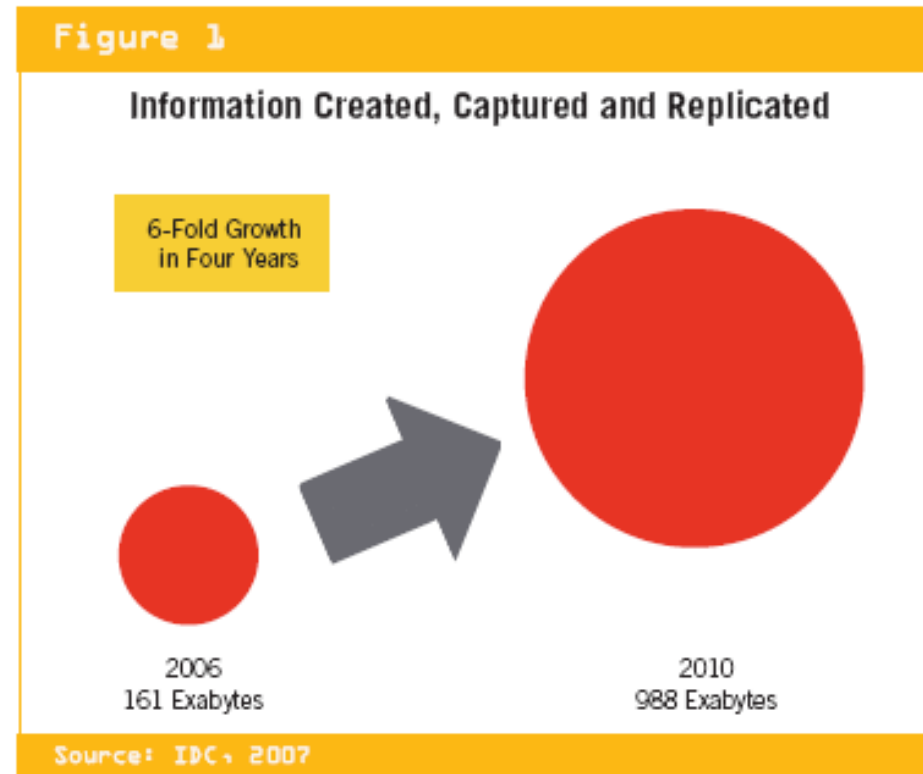 Figure 1
Information Created, Captured and Replicated
6-Fold Growth
in Four Years
2006
161 Exabytes
2010
988 Exabytes
Source: IDC, 2007